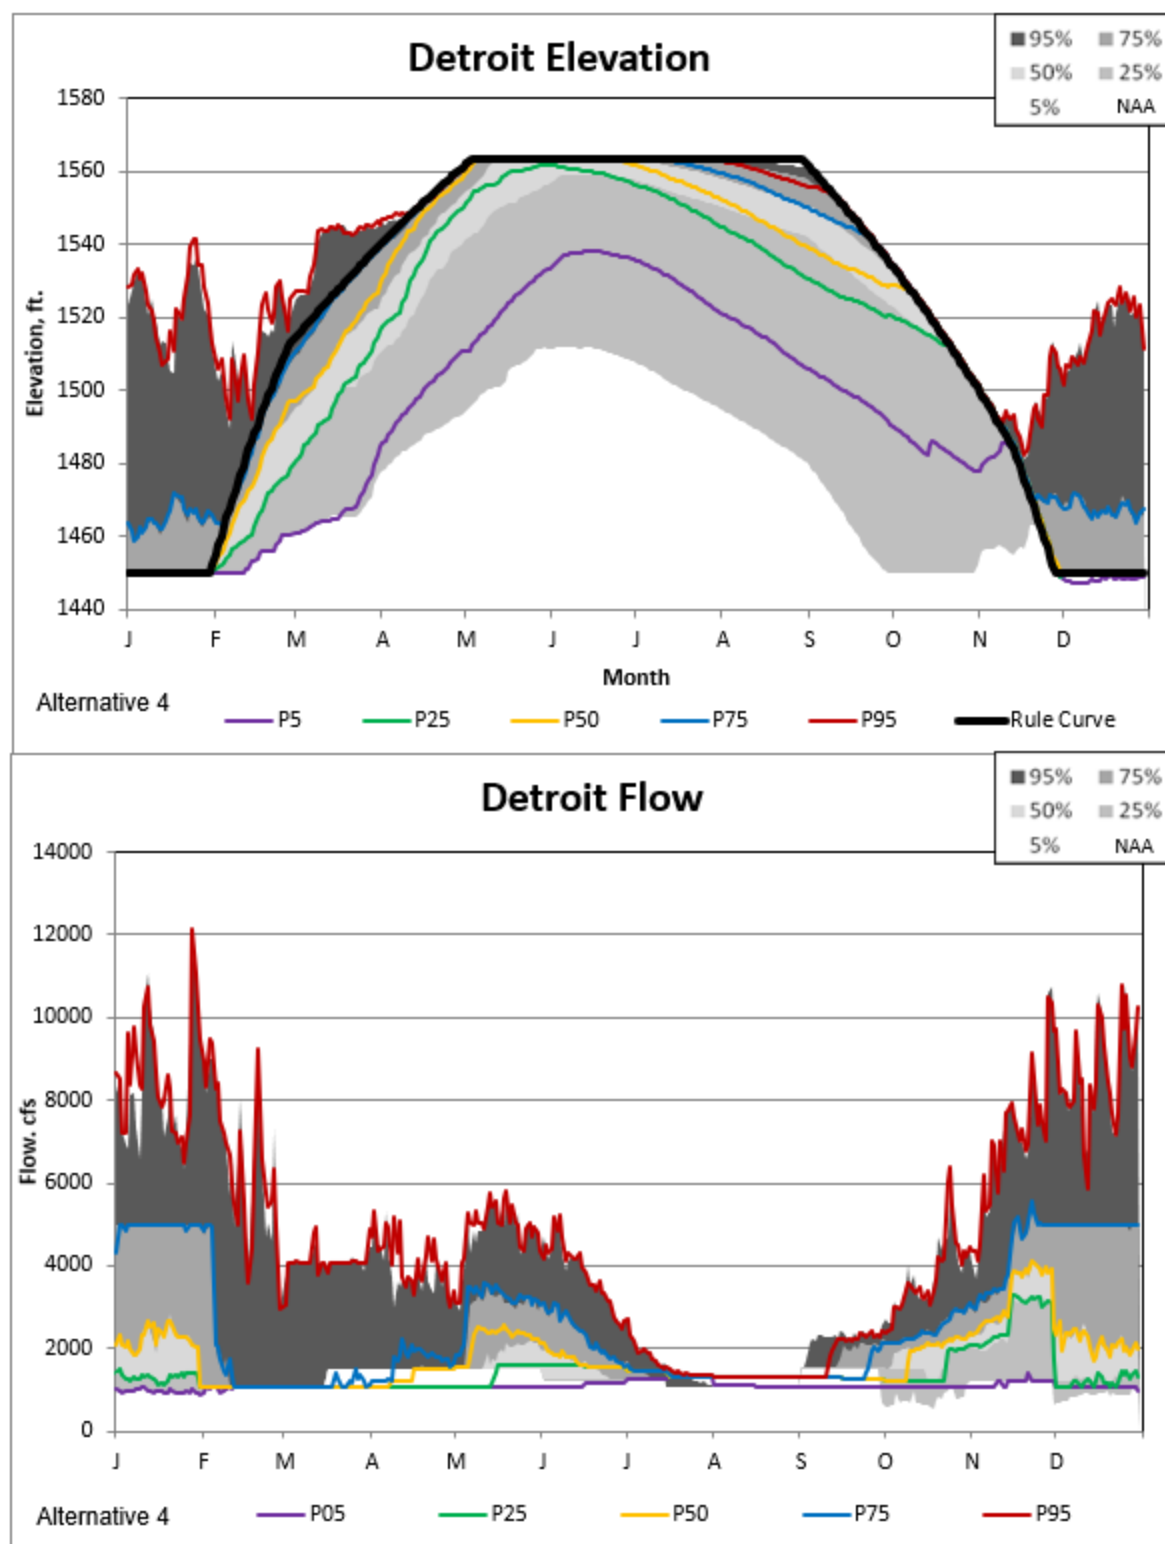 Detroit Elevation
95% 75%
50% 25%
5% NAA
1580
1560
1540
1520
1500
1480
1460
1440
Elevation, ft.
J F M A M J J A S O N D
Month
Alternative 4
P5 P25 P50 P75 P95 Rule Curve
Detroit Flow
95% 75%
50% 25%
5% NAA
14000
12000
10000
8000
6000
4000
2000
0
Flow. cfs
J F M A M J J A S O N D
Alternative 4
P05 P25 P50 P75 P95